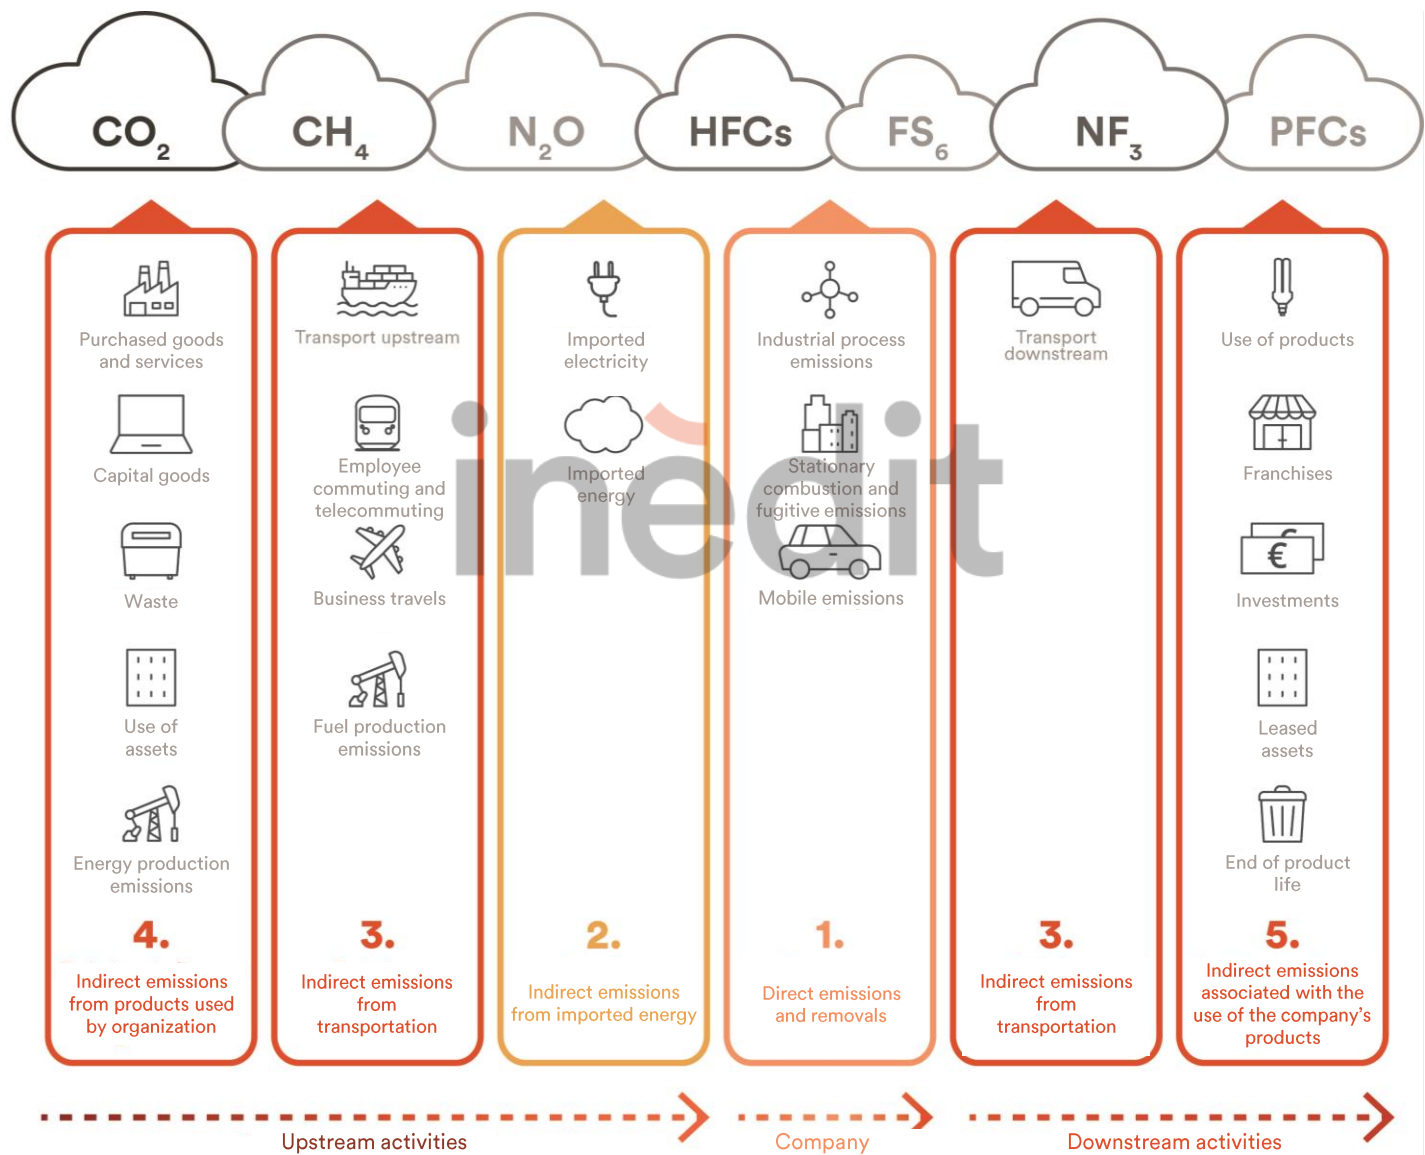 CO2
CH4
N2O
HFCs
FS6
NF3
PFCs
Purchased goods
and services
Capital goods
Waste
Use of
assets
Energy production
emissions
4.
Indirect emissions
from products used
by organization
Transport upstream
Employee
commuting and
telecommuting
Business travels
Fuel production
emissions
3.
Indirect emissions
from
transportation
Imported
electricity
Imported
energy
2.
Indirect emissions
from imported energy
Industrial process
emissions
Stationary
combustion and
fugitive emissions
Mobile emissions
1.
Direct emissions
and removals
Transport
downstream
3.
Indirect emissions
from
transportation
Use of products
Franchises
€
Investments
Leased
assets
End of product
life
5.
Indirect emissions
associated with the
use of the company's
products
inèdit
Upstream activities
Company
Downstream activities